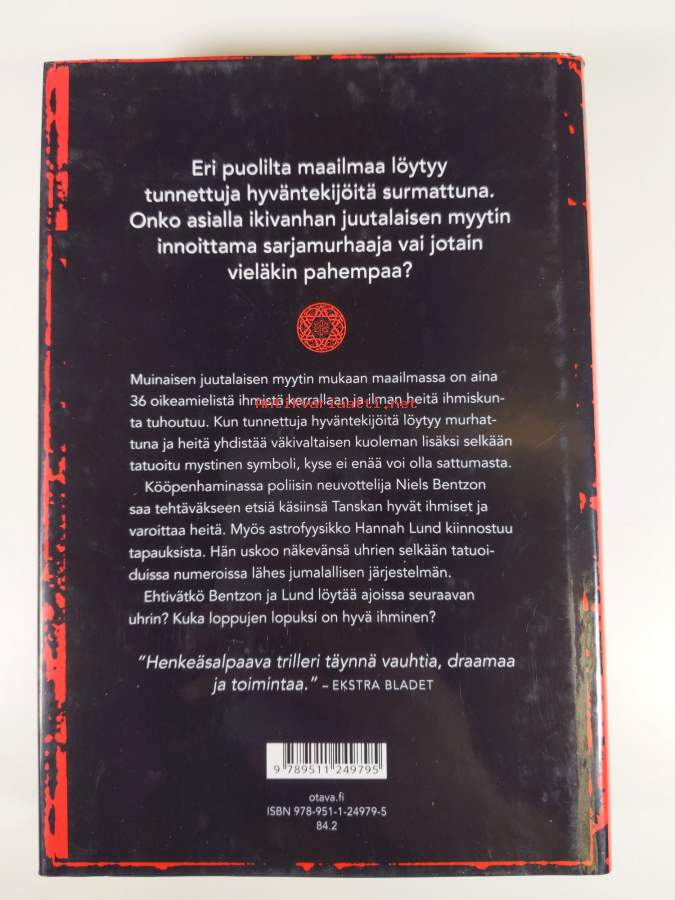 Eri puolilta maailmaa löytyy
tunnettuja hyväntekijöitä surmattuna.
Onko asialla ikivanhan juutalaisen myytin
innoittama sarjamurhaaja vai jotain
vieläkin pahempaa?
Muinaisen juutalaisen myytin mukaan maailmassa on aina
36 oikeamielistä ihmistä kerrallaan ja ilman heitä ihmiskun-
antikvariaatti.net
ta tuhoutuu. Kun tunnettuja hyväntekijöitä löytyy murhat-
tuna ja heitä yhdistää väkivaltaisen kuoleman lisäksi selkään
tatuoitu mystinen symboli, kyse ei enää voi olla sattumasta.
Kööpenhaminassa poliisin neuvottelija Niels Bentzon
saa tehtäväkseen etsiä käsiinsä Tanskan hyvät ihmiset ja
varoittaa heitä. Myös astrofyysikko Hannah Lund kiinnostuu
tapauksista. Hän uskoo näkevänsä uhrien selkään tatuoi-
duissa numeroissa lähes jumalallisen järjestelmän.
Ehtivätkö Bentzon ja Lund löytää ajoissa seuraavan
uhrin? Kuka loppujen lopuksi on hyvä ihminen?
”Henkeäsalpaava trilleri täynnä vauhtia, draamaa
ja toimintaa.” – EKSTRA BLADET
9 789511 249795
otava.fi
ISBN 978-951-1-24979-5
84.2